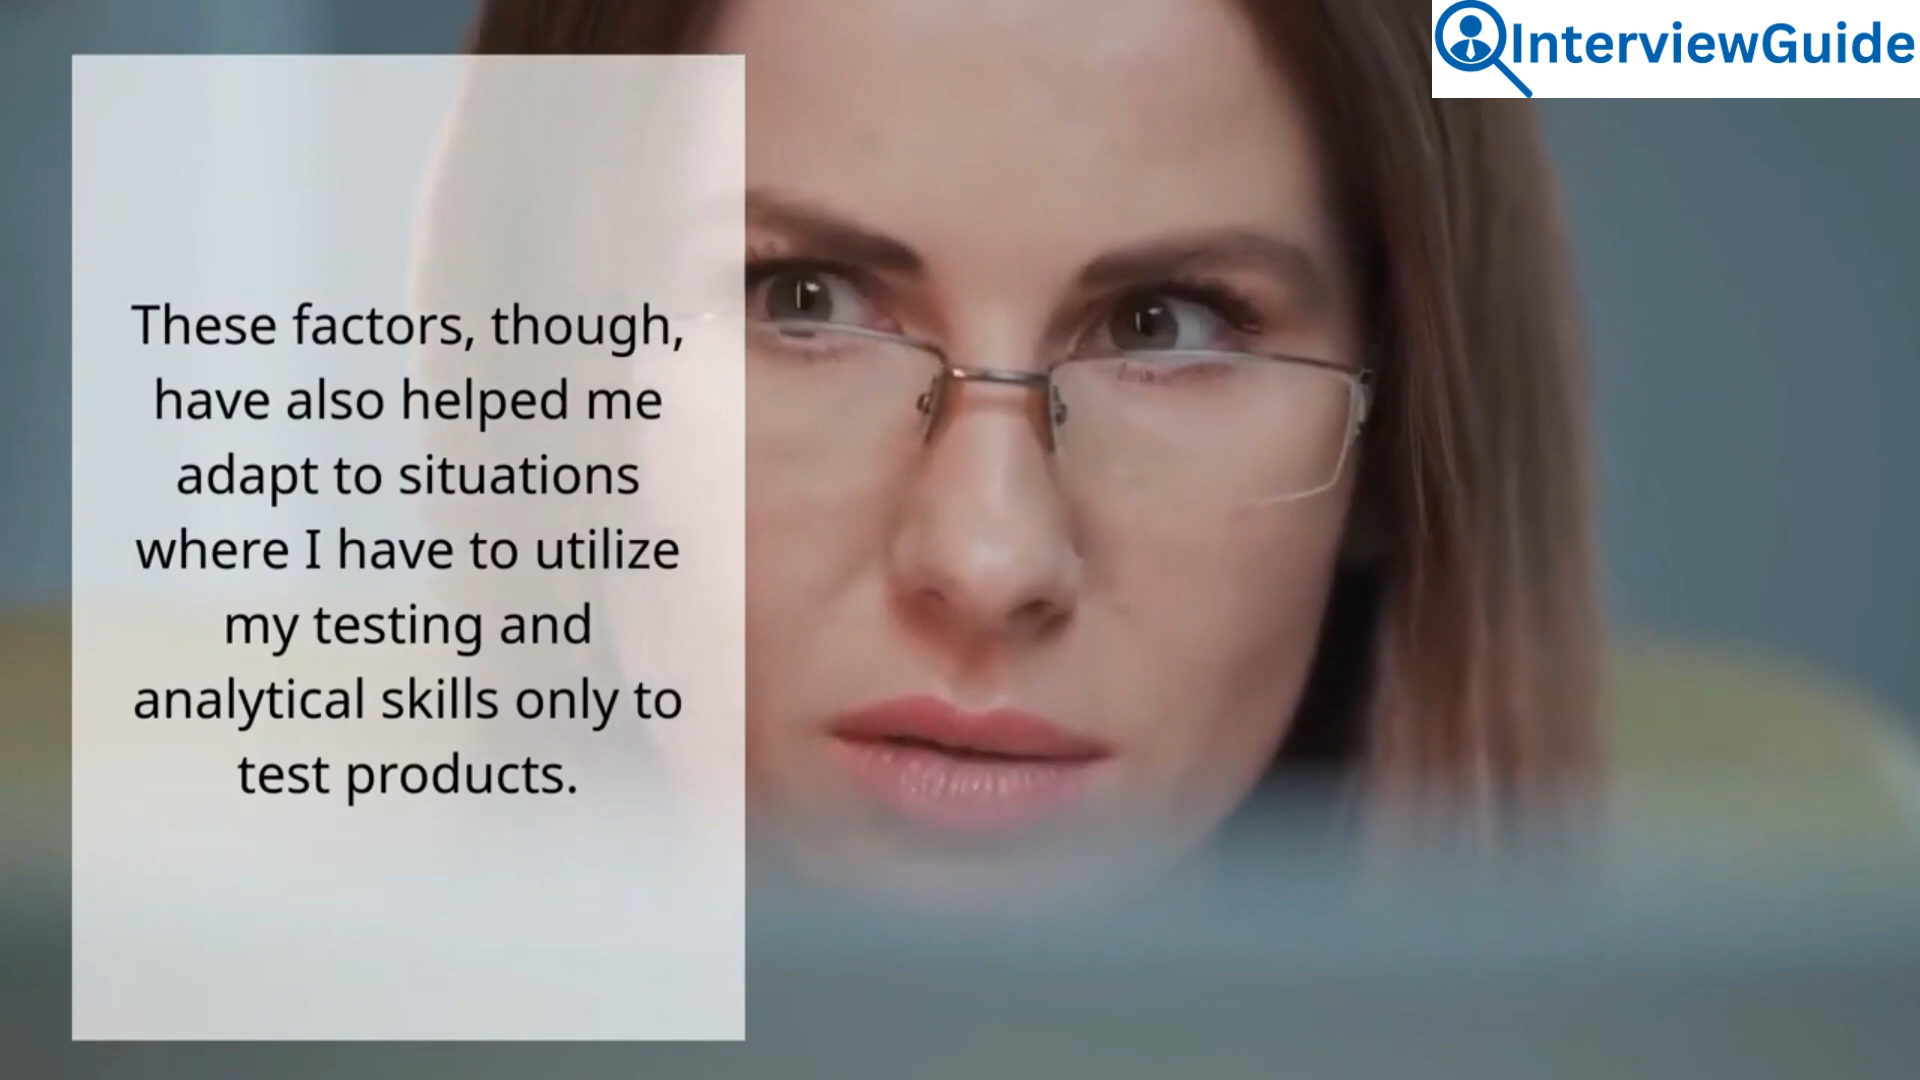 InterviewGuide
These factors, though,
have also helped me
adapt to situations
where I have to utilize
my testing and
analytical skills only to
test products.